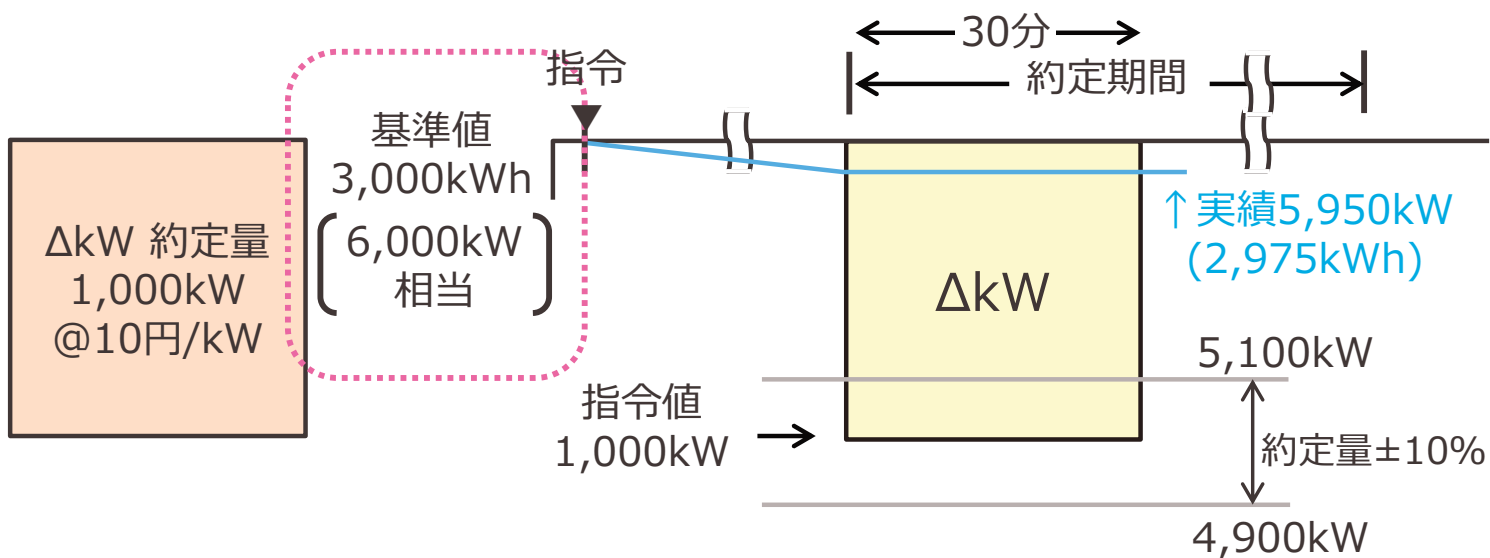 30分
約定期間
指令
基準値
3,000kWh
6,000kW
相当
ΔkW 約定量
1,000kW
@10円/kW
↑実績5,950kW
(2,975kWh)
ΔkW
5,100kW
指令値
1,000kW
約定量±10%
4,900kW